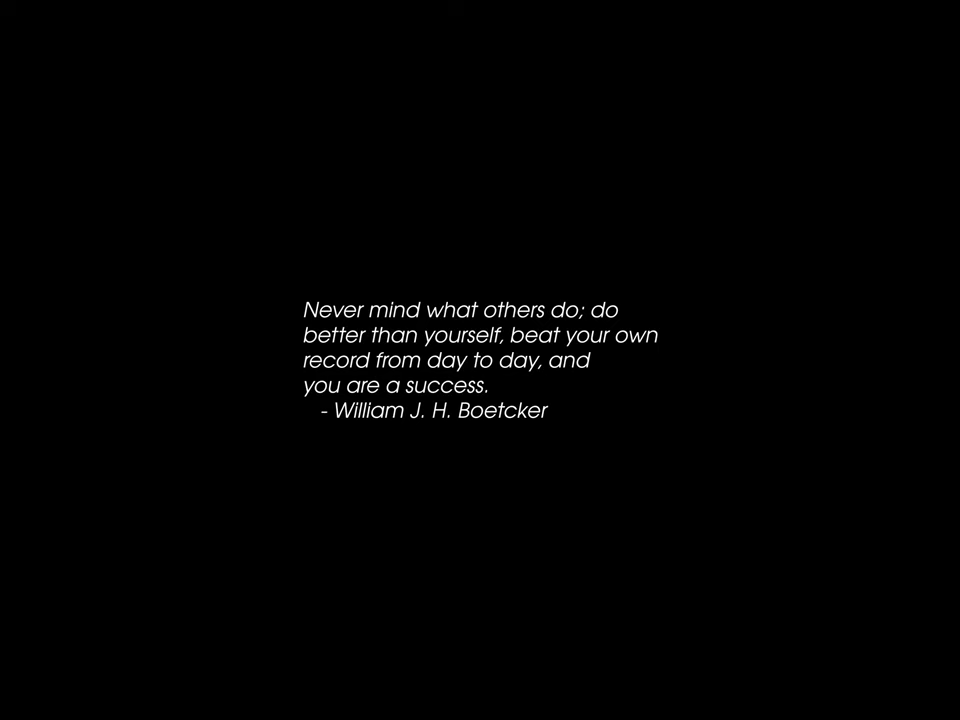 Never mind what others do; do
better than yourself, beat your own
record from day to day, and
you are a success.
- William J. H. Boetcker